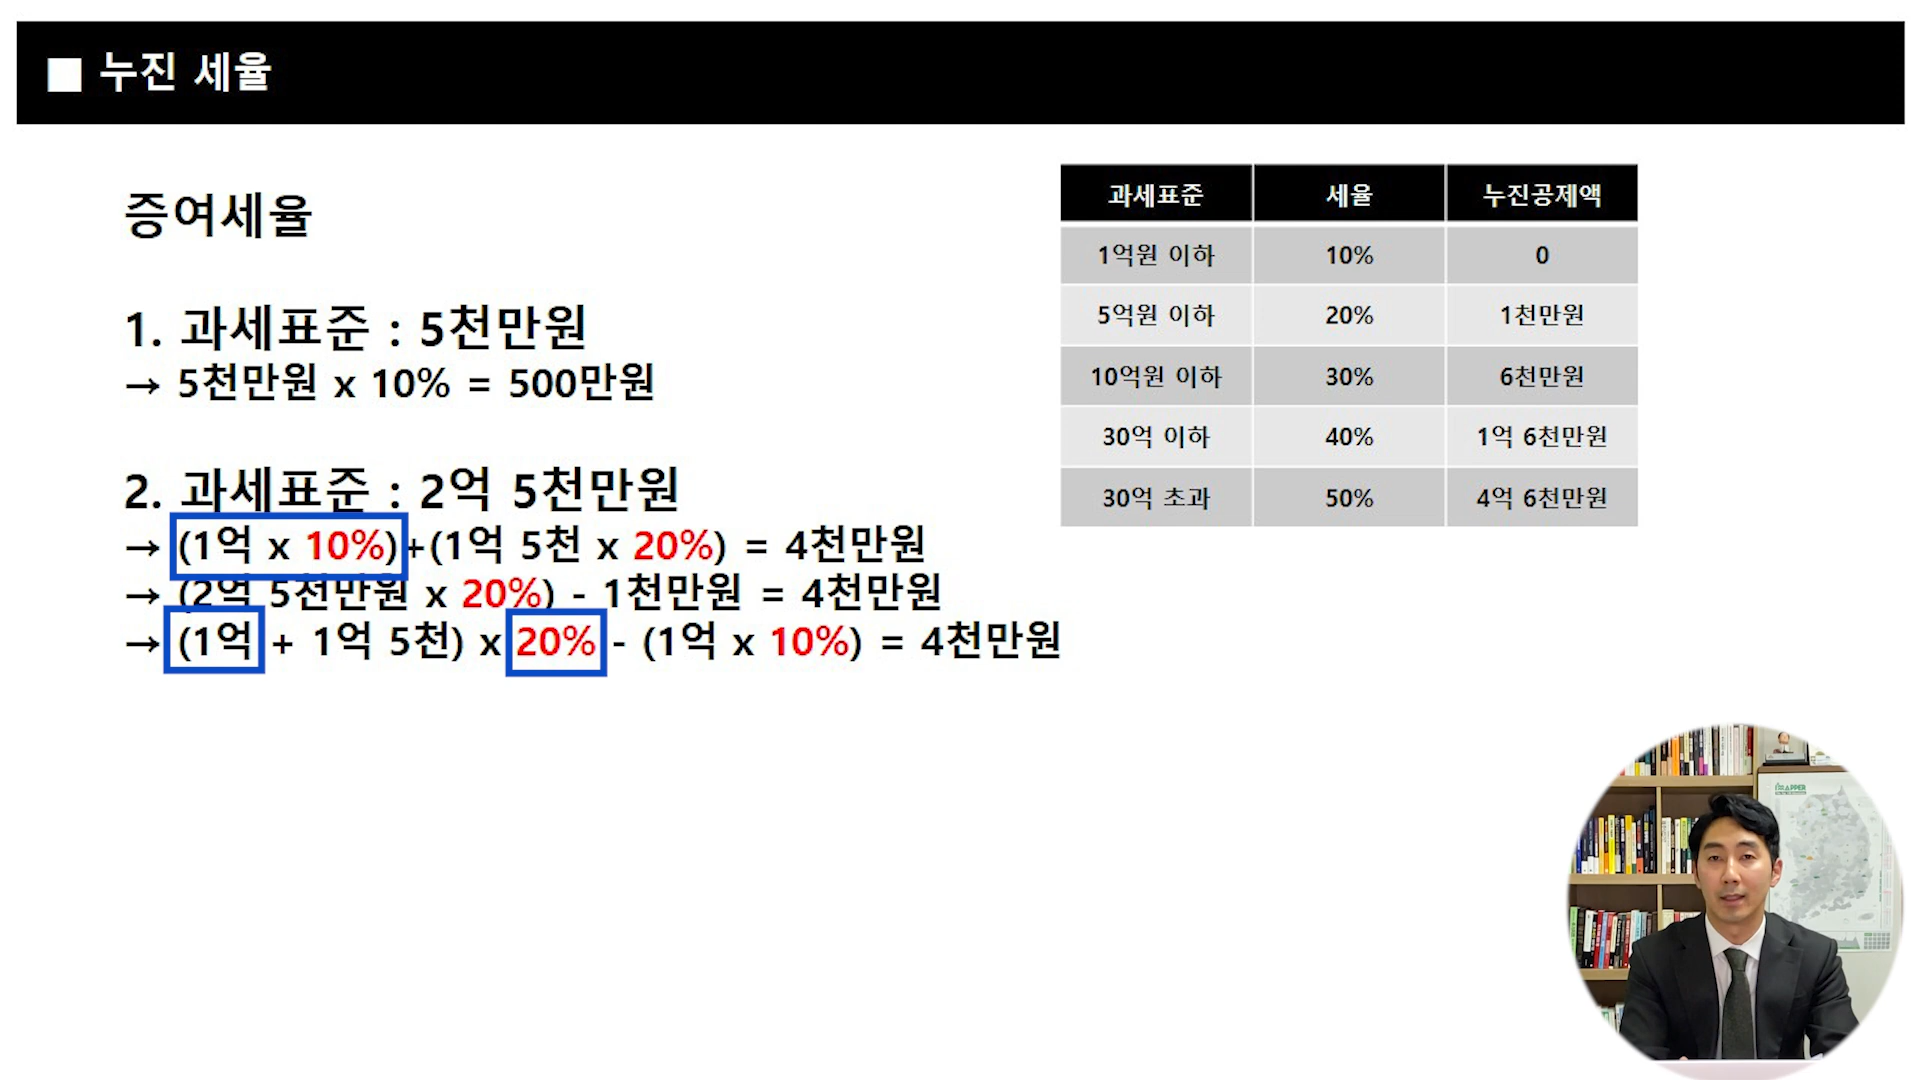 ■ 누진 세율
증여세율
1. 과세표준 : 5천만원
→ 5천만원 x 10% = 500만원
2. 과세표준 : 2억 5천만원
→ (1억 x 10%)+(1억 5천 x 20%) = 4천만원
→ (2억 5천만원 x 20%) - 1천만원 = 4천만원
→ (1억 + 1억 5천) x 20% - (1억 x 10%) = 4천만원
과세표준 세율 누진공제액
1억원 이하 10% 0
5억원 이하 20% 1천만원
10억원 이하 30% 6천만원
30억 이하 40% 1억 6천만원
30억 초과 50% 4억 6천만원